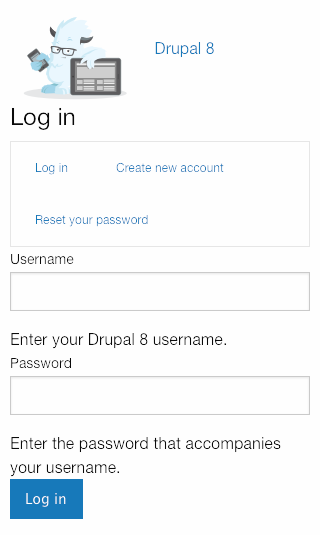 Drupal 8
Log in
Log in
Create new account
Reset your password
Username
Enter your Drupal 8 username.
Password
Enter the password that accompanies
your username.
Log in